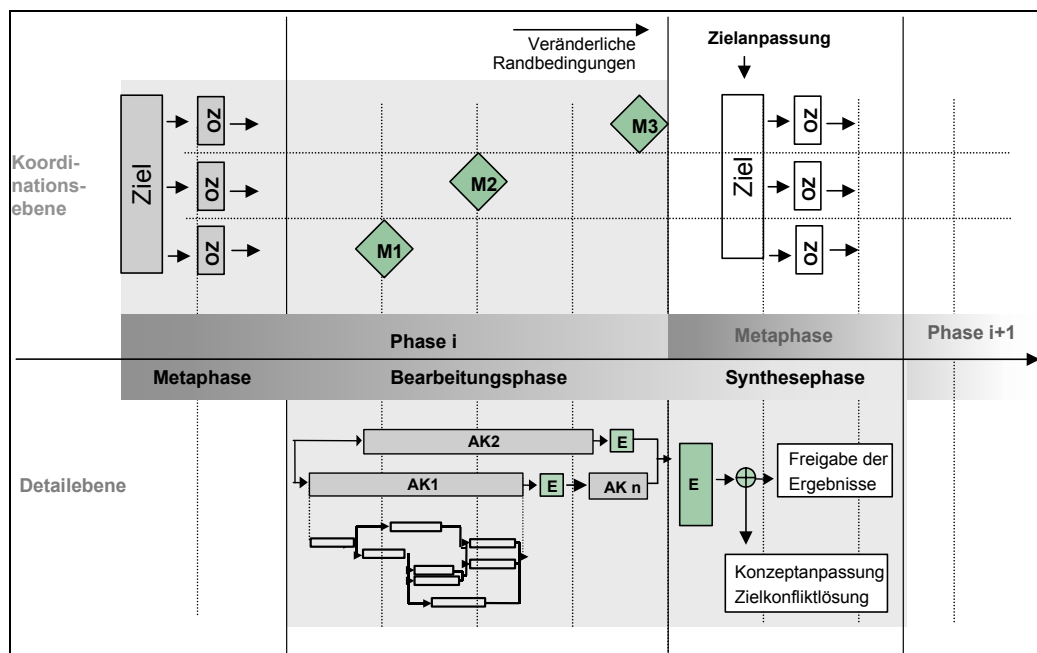 Veränderliche
Randbedingungen
Zielanpassung
Koordi-
nations-
ebene
Ziel
OZ
OZ
OZ
M1
M2
M3
Ziel
OZ
OZ
OZ
Phase i
Metaphase
Phase i+1
Metaphase
Bearbeitungsphase
Synthesephase
Detailebene
AK2
E
AK1
E
AK n
E
Freigabe der
Ergebnisse
Konzeptanpassung
Zielkonfliktlösung